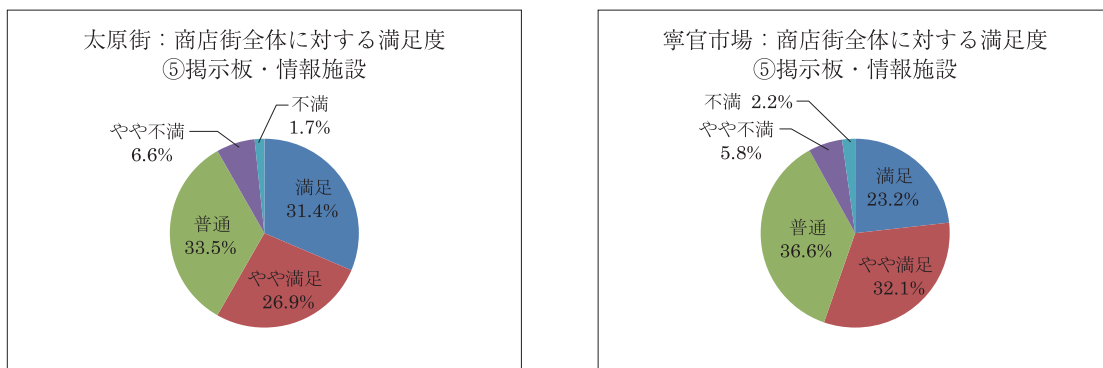 太原街：商店街全体に対する満足度
⑤掲示板・情報施設
不満
1.7%
やや不満
6.6%
満足
31.4%
普通
33.5%
やや満足
26.9%
寧官市場：商店街全体に対する満足度
⑤掲示板・情報施設
不満 2.2%
やや不満
5.8%
満足
23.2%
普通
36.6%
やや満足
32.1%